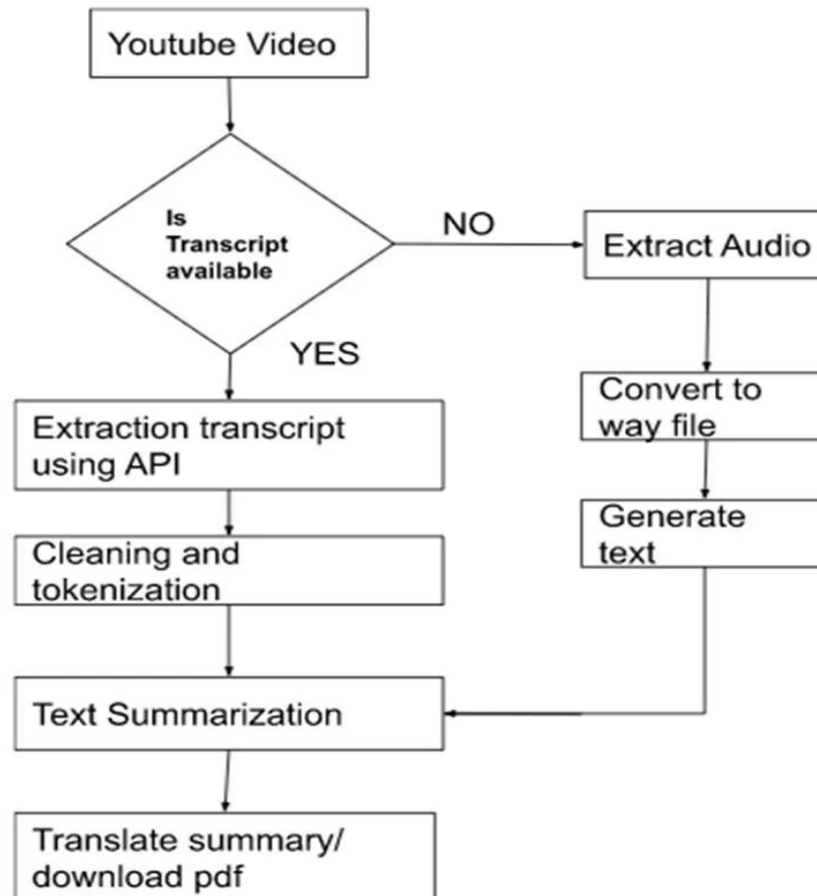 Youtube Video
Is
Transcript
available
NO
Extract Audio
YES
Convert to
way file
Extraction transcript
using API
Generate
text
Cleaning and
tokenization
Text Summarization
Translate summary/
download pdf